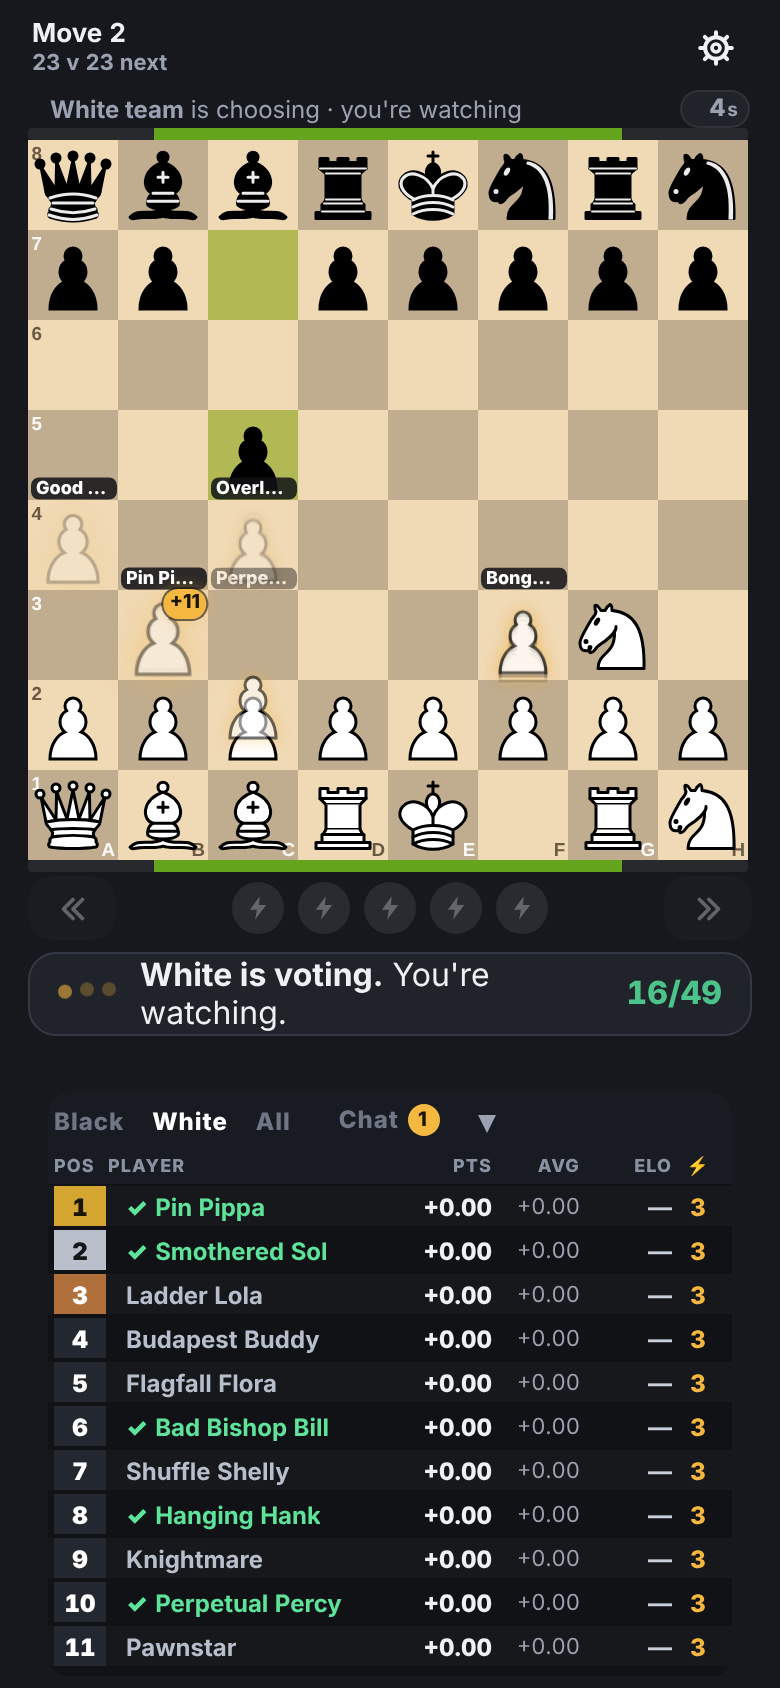 Move 2
23 v 23 next
White team is choosing · you're watching
4s
8
7
6
5
Good ...
Overl...
4
Pin Pi...
Perpe...
Bong...
+11
3
2
1
A B C D E F G H
White is voting. You're
watching.
16/49
Black White All Chat 1 ▼
POS PLAYER PTS AVG ELO ⚡
1 ✓ Pin Pippa +0.00 +0.00 — 3
2 ✓ Smothered Sol +0.00 +0.00 — 3
3 Ladder Lola +0.00 +0.00 — 3
4 Budapest Buddy +0.00 +0.00 — 3
5 Flagfall Flora +0.00 +0.00 — 3
6 ✓ Bad Bishop Bill +0.00 +0.00 — 3
7 Shuffle Shelly +0.00 +0.00 — 3
8 ✓ Hanging Hank +0.00 +0.00 — 3
9 Knightmare +0.00 +0.00 — 3
10 ✓ Perpetual Percy +0.00 +0.00 — 3
11 Pawnstar +0.00 +0.00 — 3